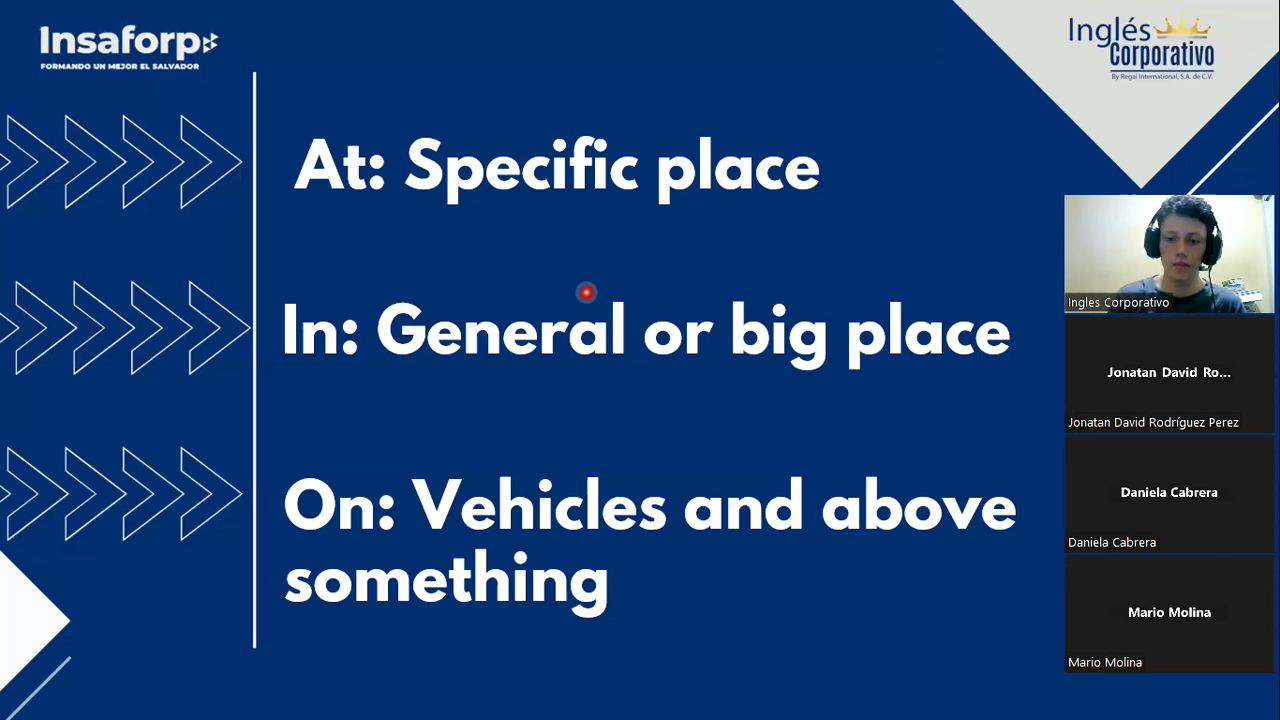 Insaforp
FORMANDO UN MEJOR EL SALVADOR
Inglés
Corporativo
By Regal International, S.A. de C.V.
At: Specific place
In: General or big place
On: Vehicles and above
something
Ingles Corporativo
Jonatan David Ro...
Jonatan David Rodríguez Perez
Daniela Cabrera
Daniela Cabrera
Mario Molina
Mario Molina